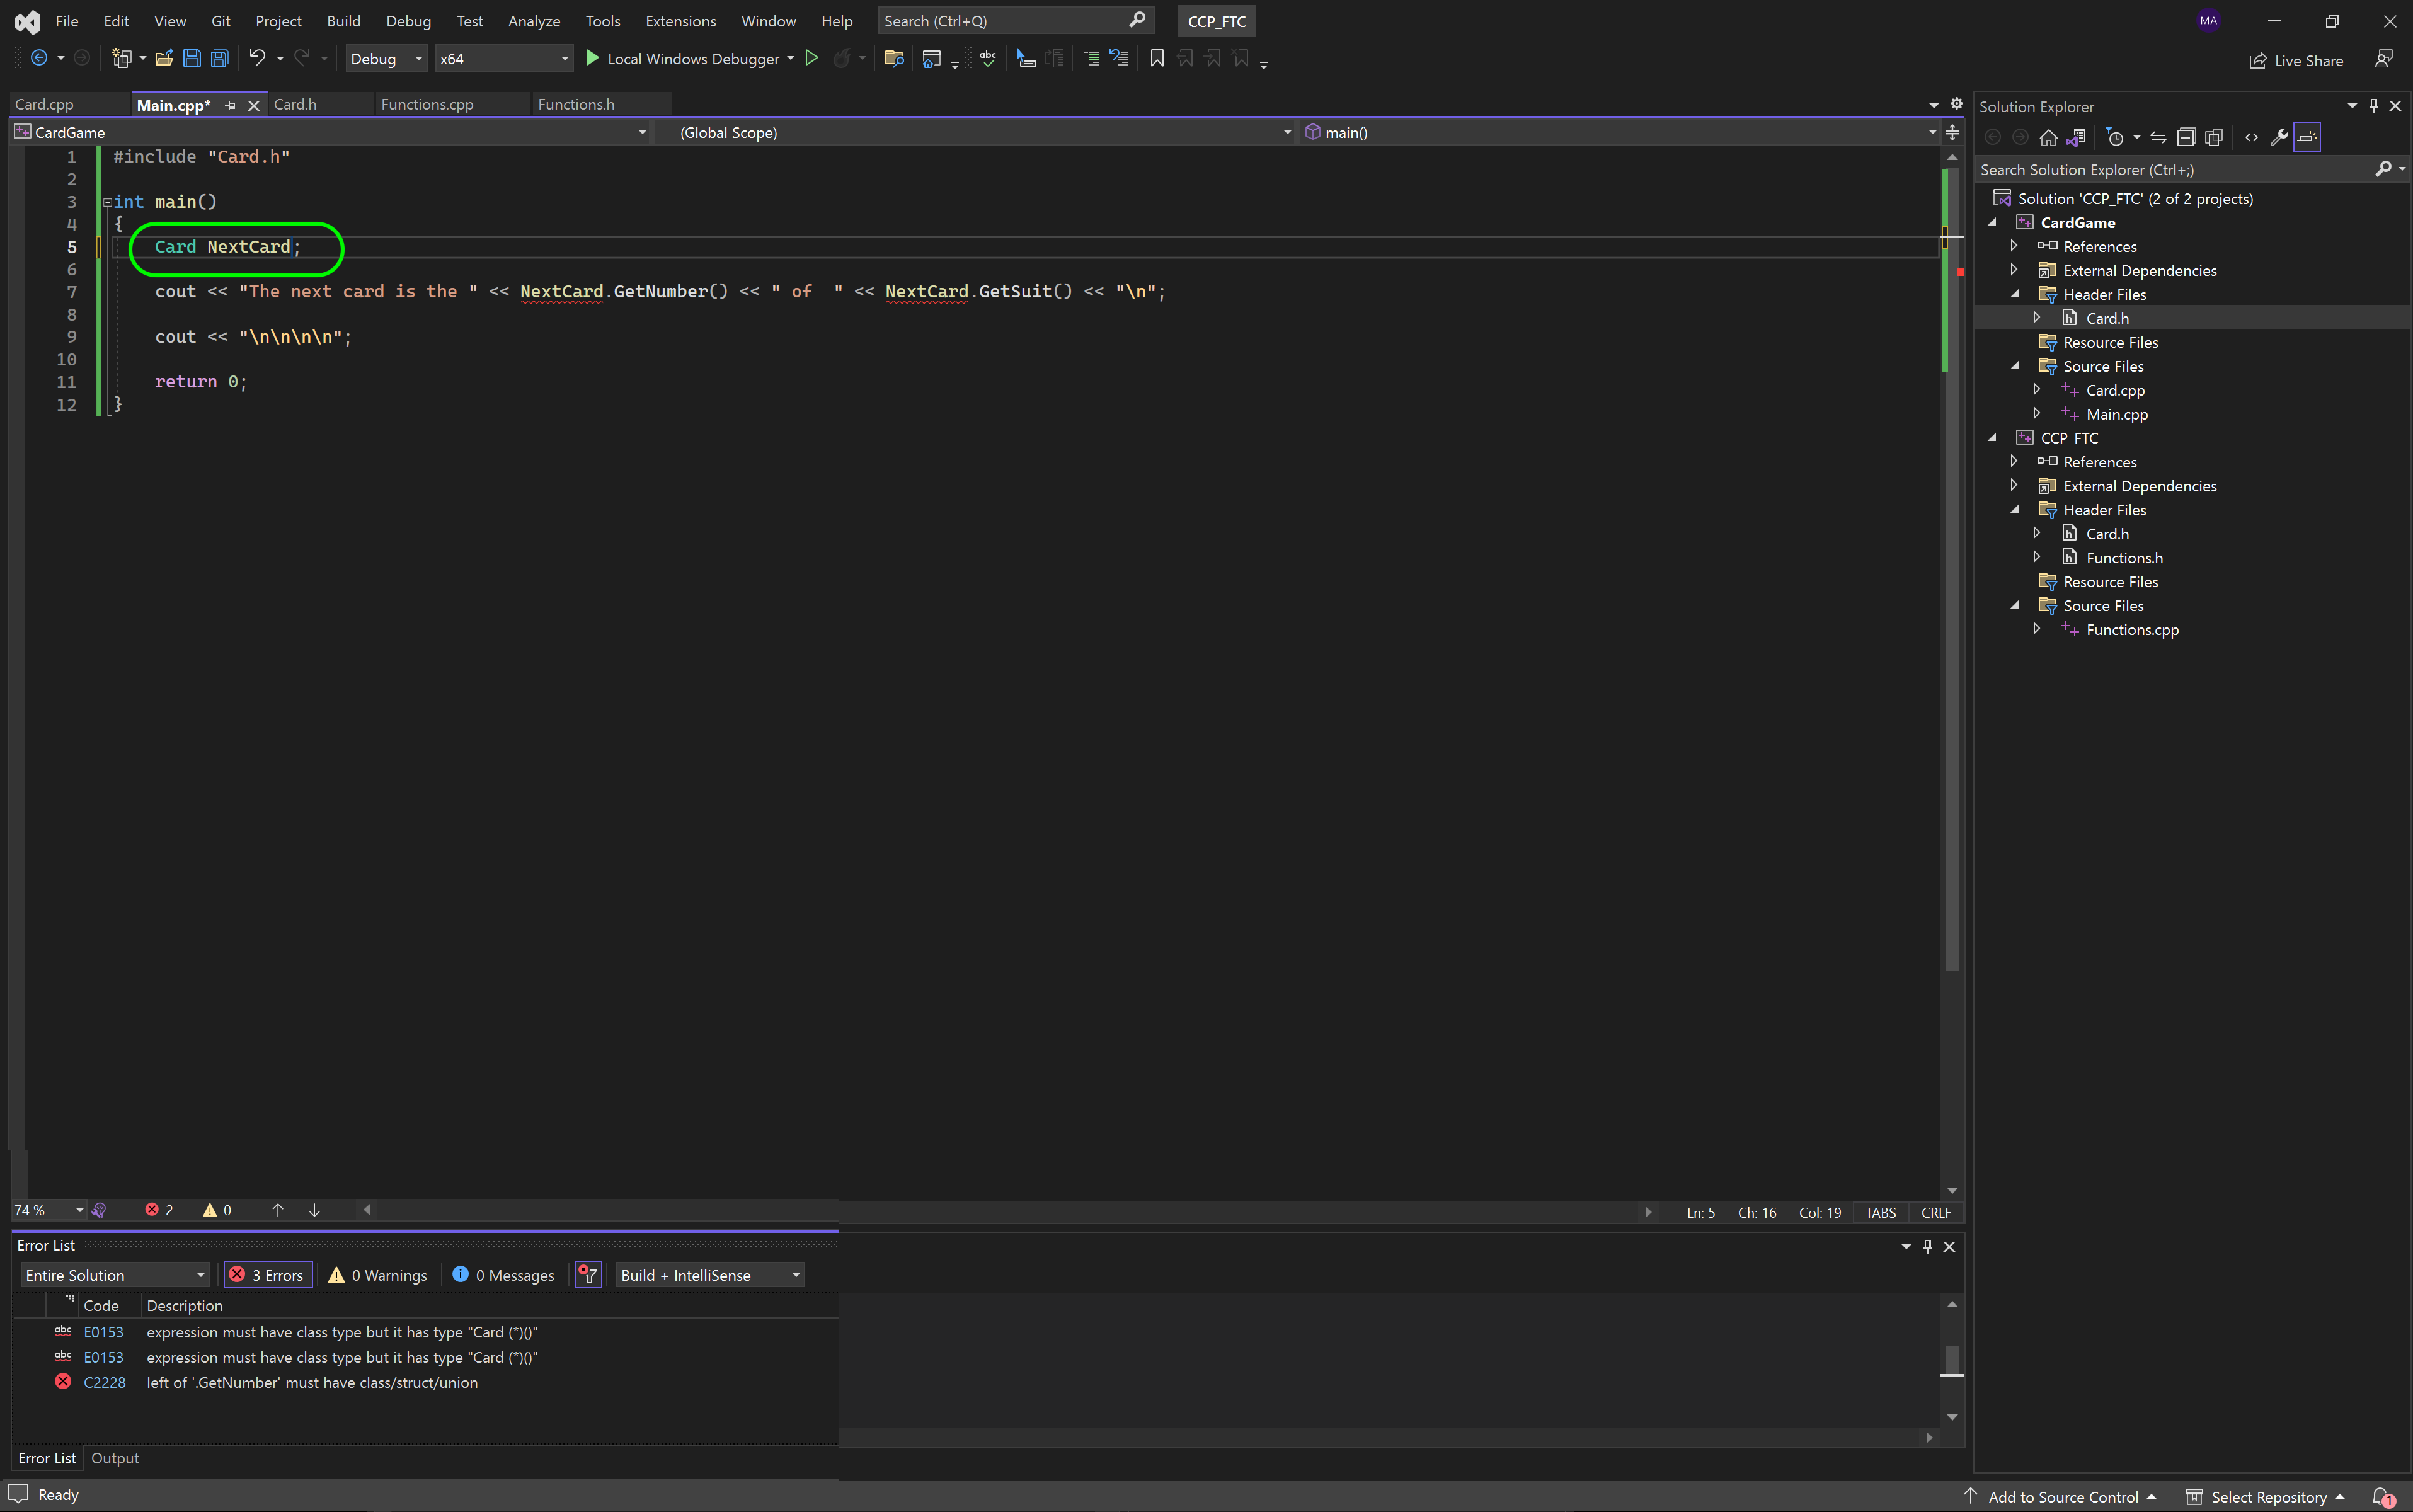 File Edit View Git Project Build Debug Test Analyze Tools Extensions Window Help Search (Ctrl+Q) CCP_FTC MA
Debug x64 Local Windows Debugger Live Share
Card.cpp Main.cpp* Card.h Functions.cpp Functions.h
CardGame (Global Scope) main()
1 #include "Card.h"
2
3 int main()
4 {
5 Card NextCard;
6
7 cout << "The next card is the " << NextCard.GetNumber() << " of  " << NextCard.GetSuit() << "\n";
8
9 cout << "\n\n\n\n";
10
11 return 0;
12 }
74 % 2 0 Ln: 5 Ch: 16 Col: 19 TABS CRLF
Error List
Entire Solution 3 Errors 0 Warnings 0 Messages Build + IntelliSense
Code Description
abc E0153 expression must have class type but it has type "Card (*)()"
abc E0153 expression must have class type but it has type "Card (*)()"
C2228 left of '.GetNumber' must have class/struct/union
Error List Output
Solution Explorer
Search Solution Explorer (Ctrl+;)
Solution 'CCP_FTC' (2 of 2 projects)
CardGame
References
External Dependencies
Header Files
Card.h
Resource Files
Source Files
Card.cpp
Main.cpp
CCP_FTC
References
External Dependencies
Header Files
Card.h
Functions.h
Resource Files
Source Files
Functions.cpp
Ready Add to Source Control Select Repository 1